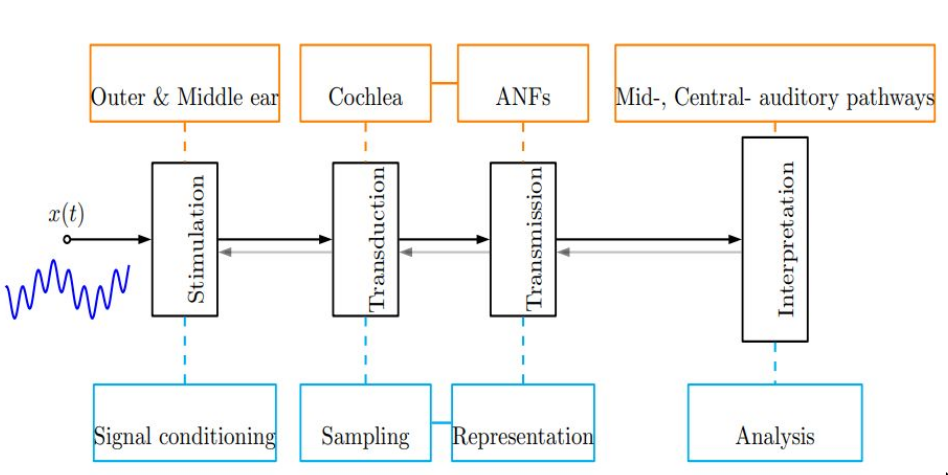 Outer & Middle ear
Cochlea
ANFs
Mid-, Central- auditory pathways
x(t)
Stimulation
Transduction
Transmission
Interpretation
Signal conditioning
Sampling
Representation
Analysis